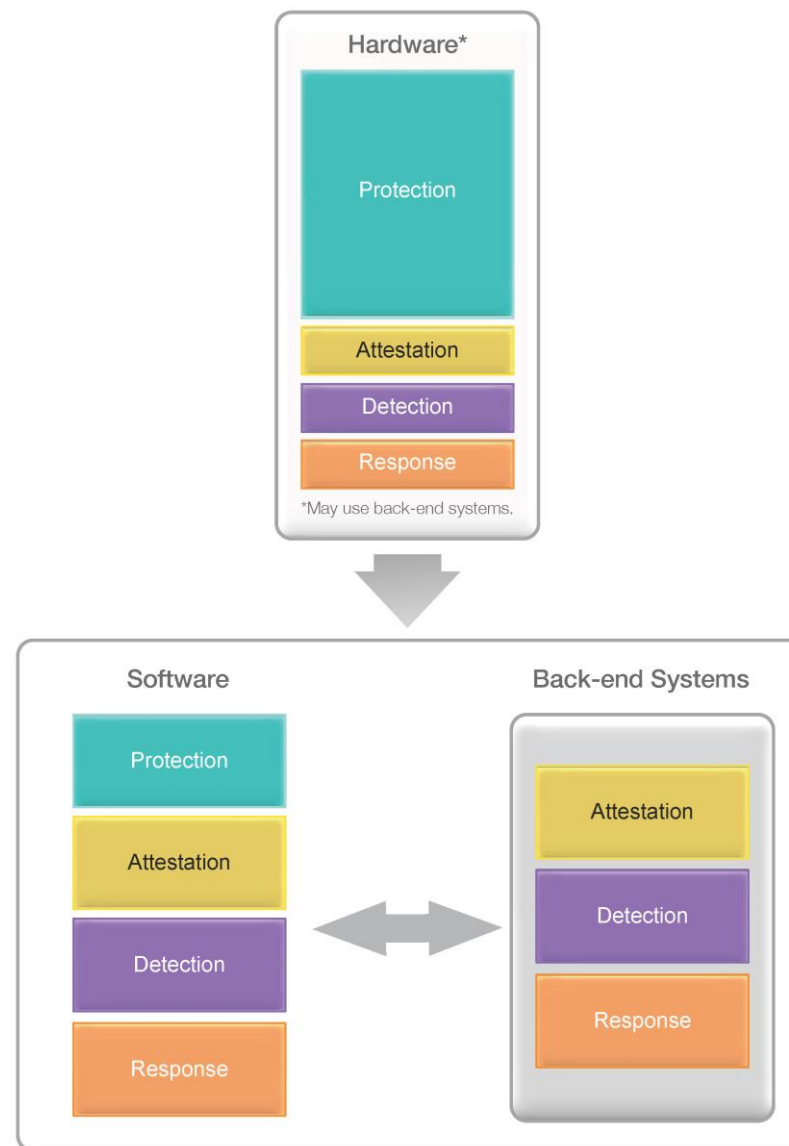 Hardware*
Protection
Attestation
Detection
Response
*May use back-end systems.
Software
Protection
Attestation
Detection
Response
Back-end Systems
Attestation
Detection
Response